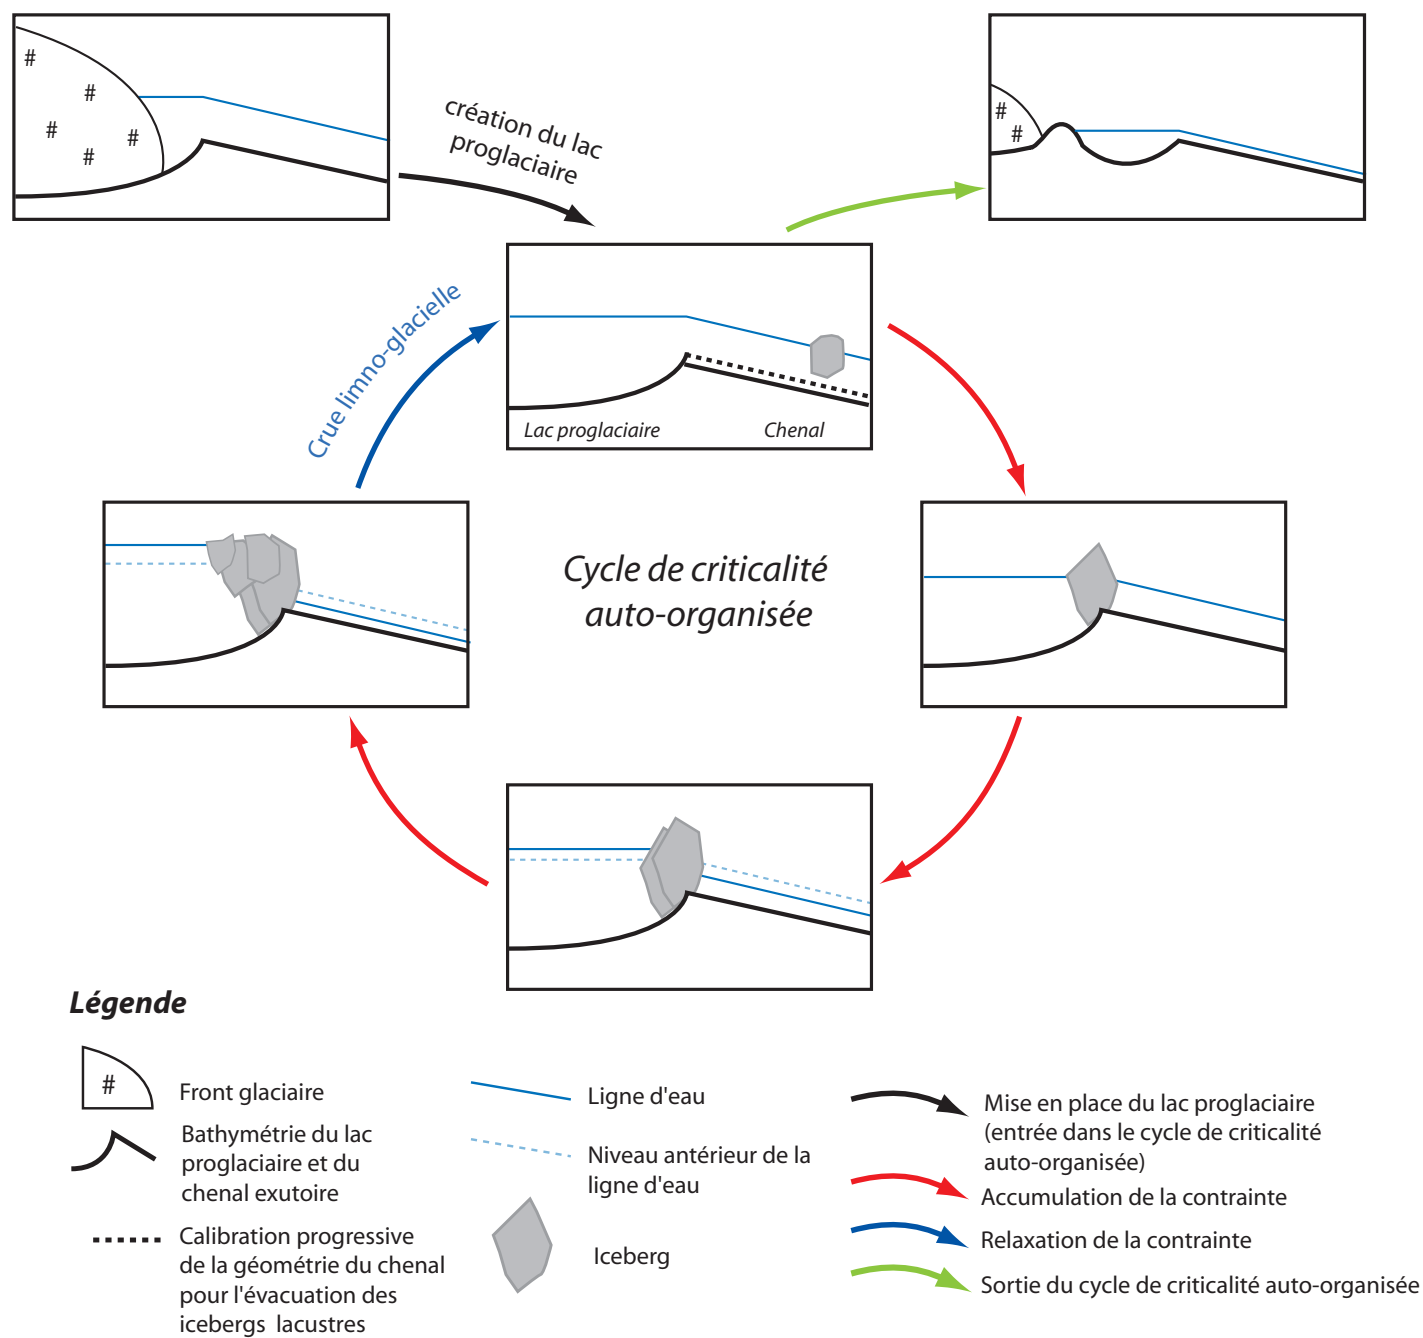 #
#
#
#
#
création du lac
proglaciaire
#
#
Crue limno-glacielle
Lac proglaciaire
Chenal
Cycle de criticalité
auto-organisée
Légende
#
Front glaciaire
Bathymétrie du lac
proglaciaire et du
chenal exutoire
Calibration progressive
de la géométrie du chenal
pour l'évacuation des
icebergs lacustres
Ligne d'eau
Niveau antérieur de la
ligne d'eau
Iceberg
Mise en place du lac proglaciaire
(entrée dans le cycle de criticalité
auto-organisée)
Accumulation de la contrainte
Relaxation de la contrainte
Sortie du cycle de criticalité auto-organisée